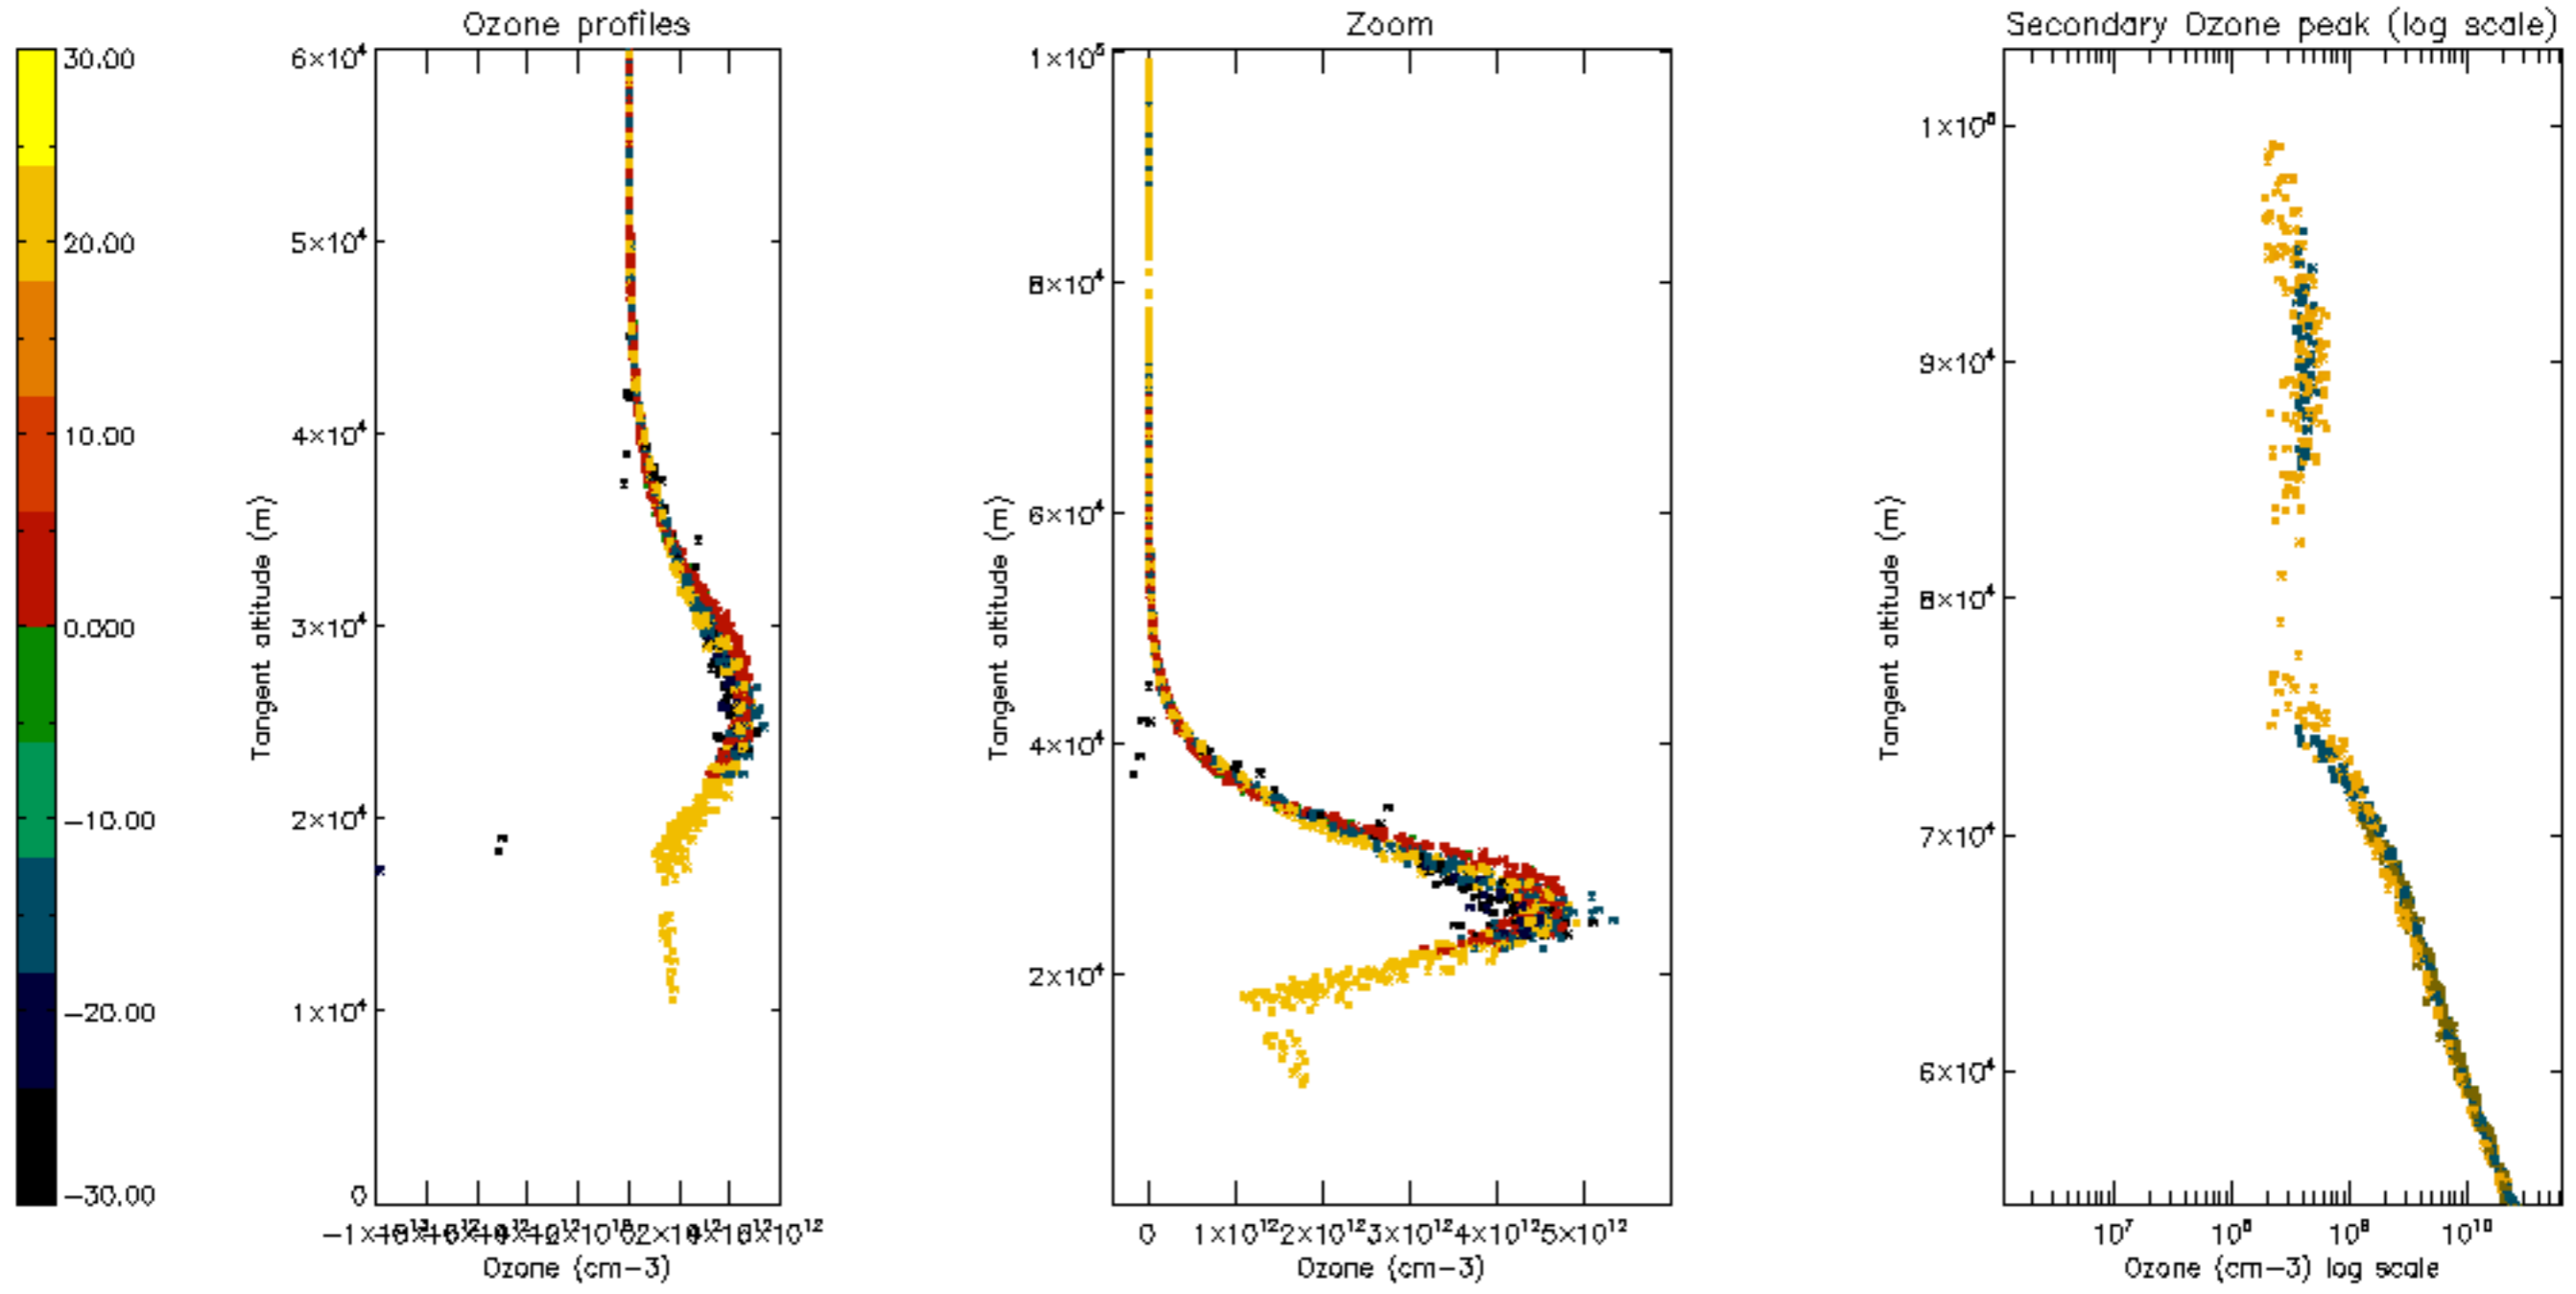 Ozone profiles
Zoom
Secondary Ozone peak (log scale)
30.00
20.00
10.00
0.000
−10.00
−20.00
−30.00
6×10⁴
5×10⁴
4×10⁴
3×10⁴
2×10⁴
1×10⁴
0
Tangent altitude (m)
Ozone (cm−3)
1×10⁵
8×10⁴
6×10⁴
4×10⁴
2×10⁴
Tangent altitude (m)
0 1×10¹² 2×10¹² 3×10¹² 4×10¹² 5×10¹²
Ozone (cm−3)
9×10⁴
8×10⁴
7×10⁴
6×10⁴
Tangent altitude (m)
10⁷ 10⁸ 10⁹ 10¹⁰
Ozone (cm−3) log scale